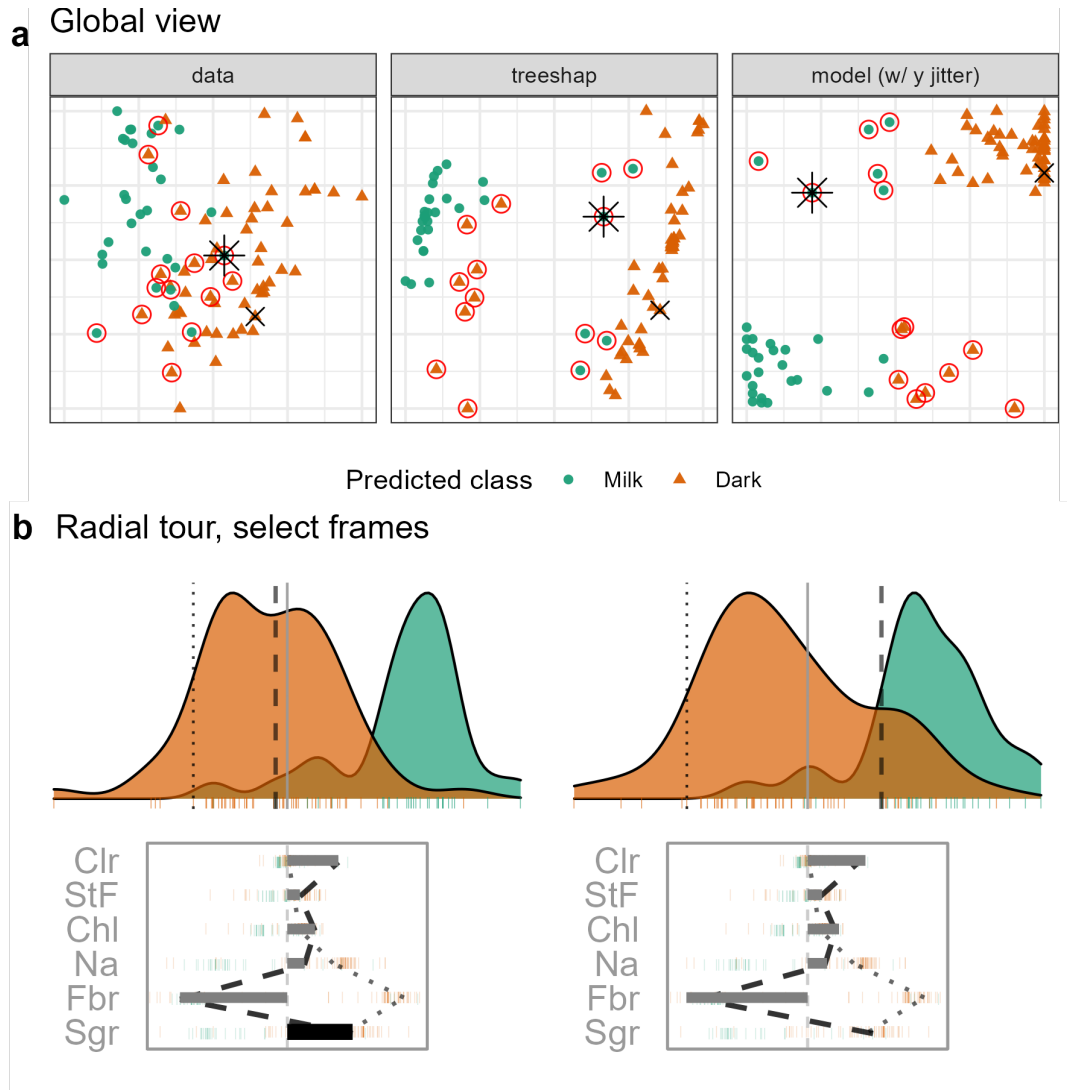 a Global view
data treeshap model (w/ y jitter)
Predicted class Milk Dark
b Radial tour, select frames
Clr Clr
StF StF
Chl Chl
Na Na
Fbr Fbr
Sgr Sgr